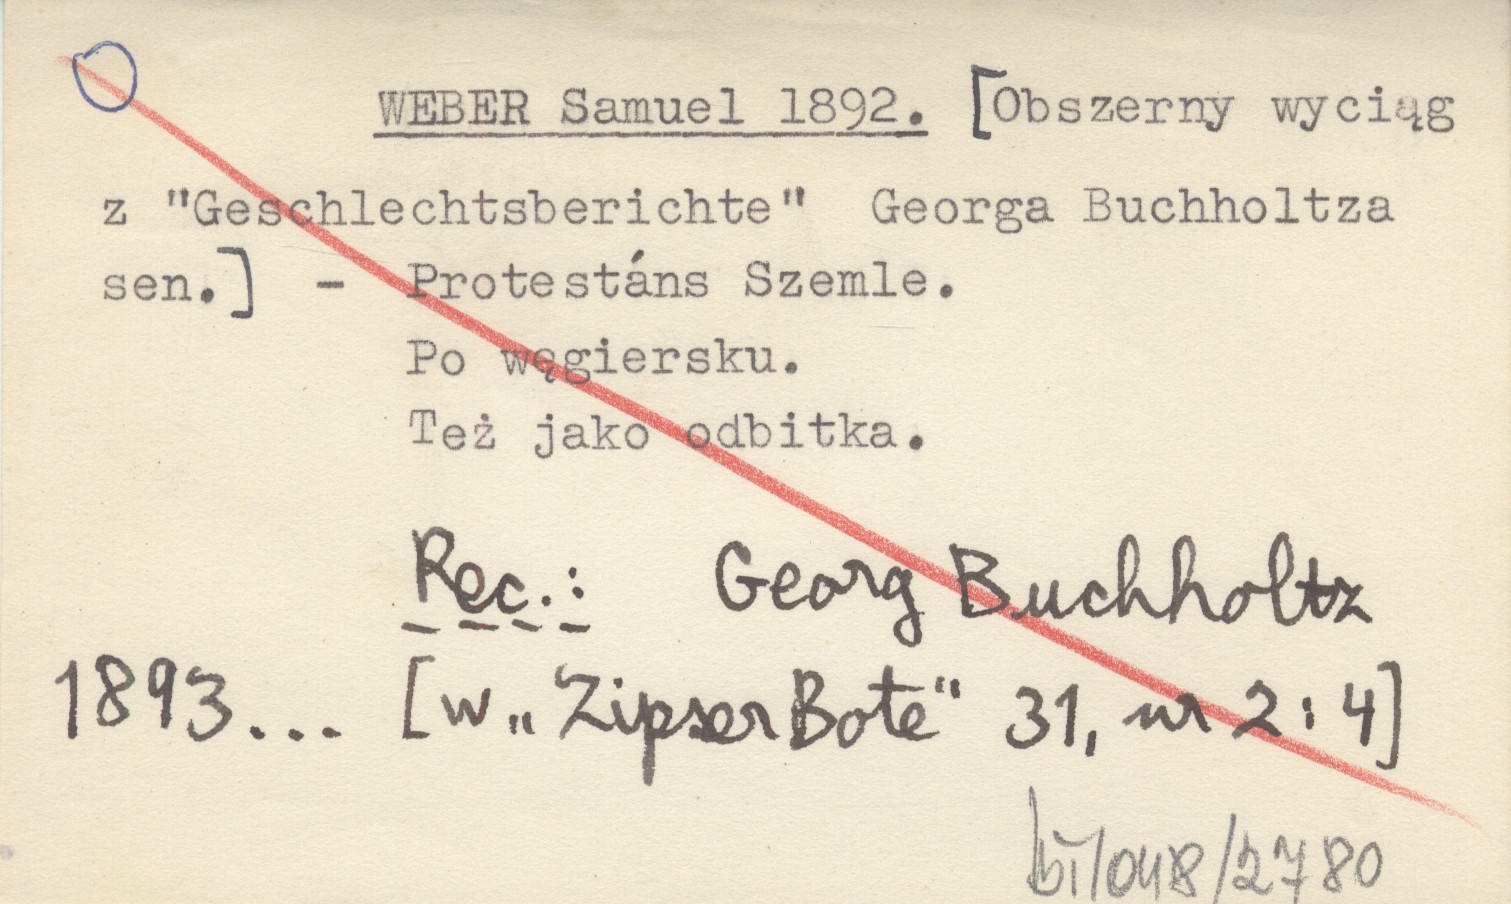 WEBER Samuel 1892. [Obszerny wyciąg
z "Geschlechtsberichte" Georga Buchholtza
sen.] - Protestáns Szemle.
Po węgiersku.
Też jako odbitka.
Rec.: Georg Buchholtz
1893... [w „Zipser Bote" 31, nr 2 : 4]
/048/2780